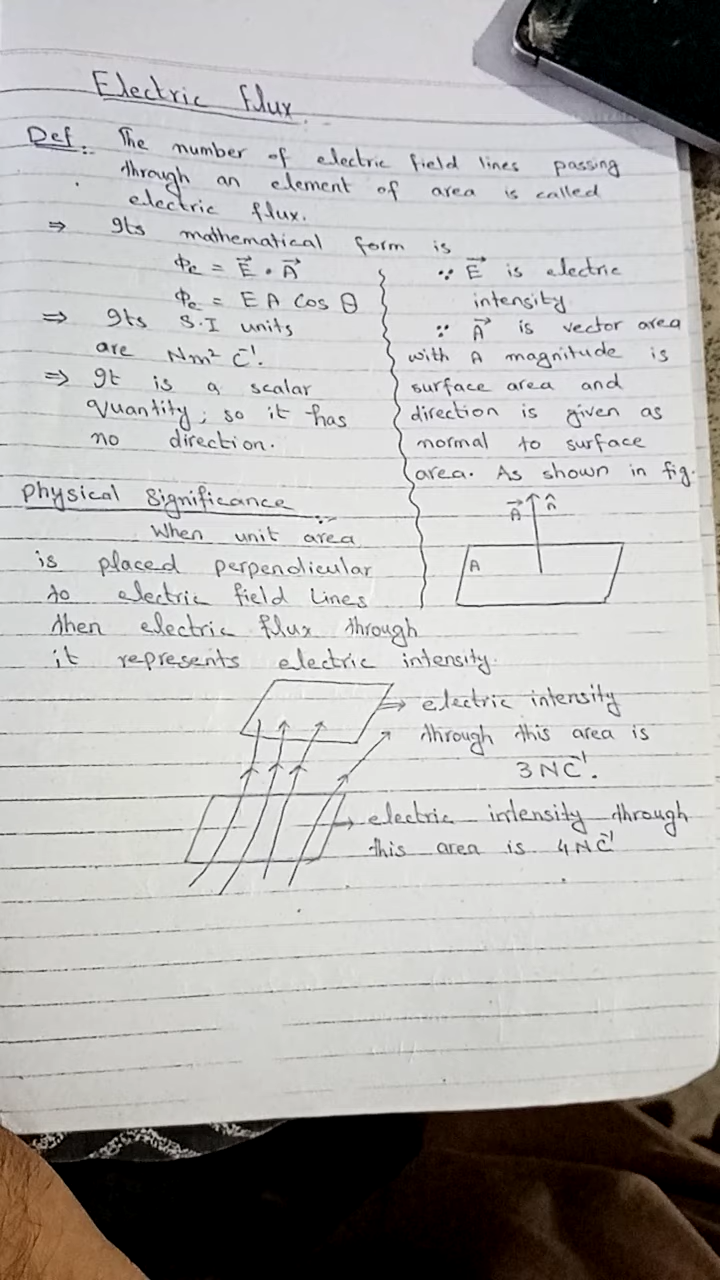 Electric flux.
Def:. The number of electric field lines passing
through an element of area is called
electric flux.
⇒ Its mathematical form is
Φe = E⃗ • A⃗
Φe = E A Cos θ
⇒ Its S.I units
are Nm² C⁻¹.
⇒ It is a scalar
quantity; so it has
no direction.
∵ E⃗ is electric
intensity.
∵ A⃗ is vector area
with A magnitude is
surface area and
direction is given as
normal to surface
area. As shown in fig.
A⃗ n̂
A
Physical Significance:-
When unit area
is placed perpendicular
to electric field Lines
then electric flux through
it represents electric intensity.
⇒ electric intensity
through this area is
3 NC⁻¹.
→ electric intensity through
this area is 4 NC⁻¹